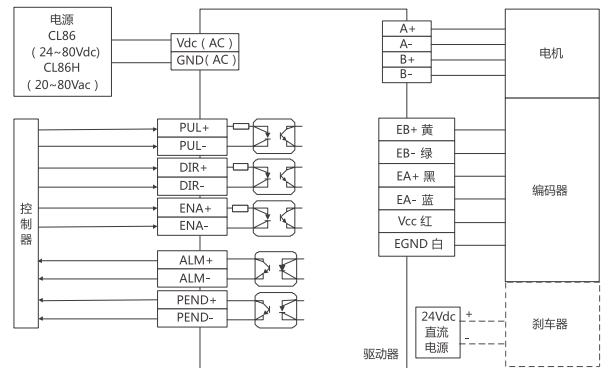 电源
CL86
（24~80Vdc)
CL86H
（20~80Vac）
Vdc（AC）
GND(AC)
A+
A-
B+
B-
电机
控制器
PUL+
PUL-
DIR+
DIR-
ENA+
ENA-
ALM+
ALM-
PEND+
PEND-
EB+ 黄
EB- 绿
EA+ 黑
EA- 蓝
Vcc 红
EGND 白
编码器
24Vdc
直流
电源
+
-
刹车器
驱动器